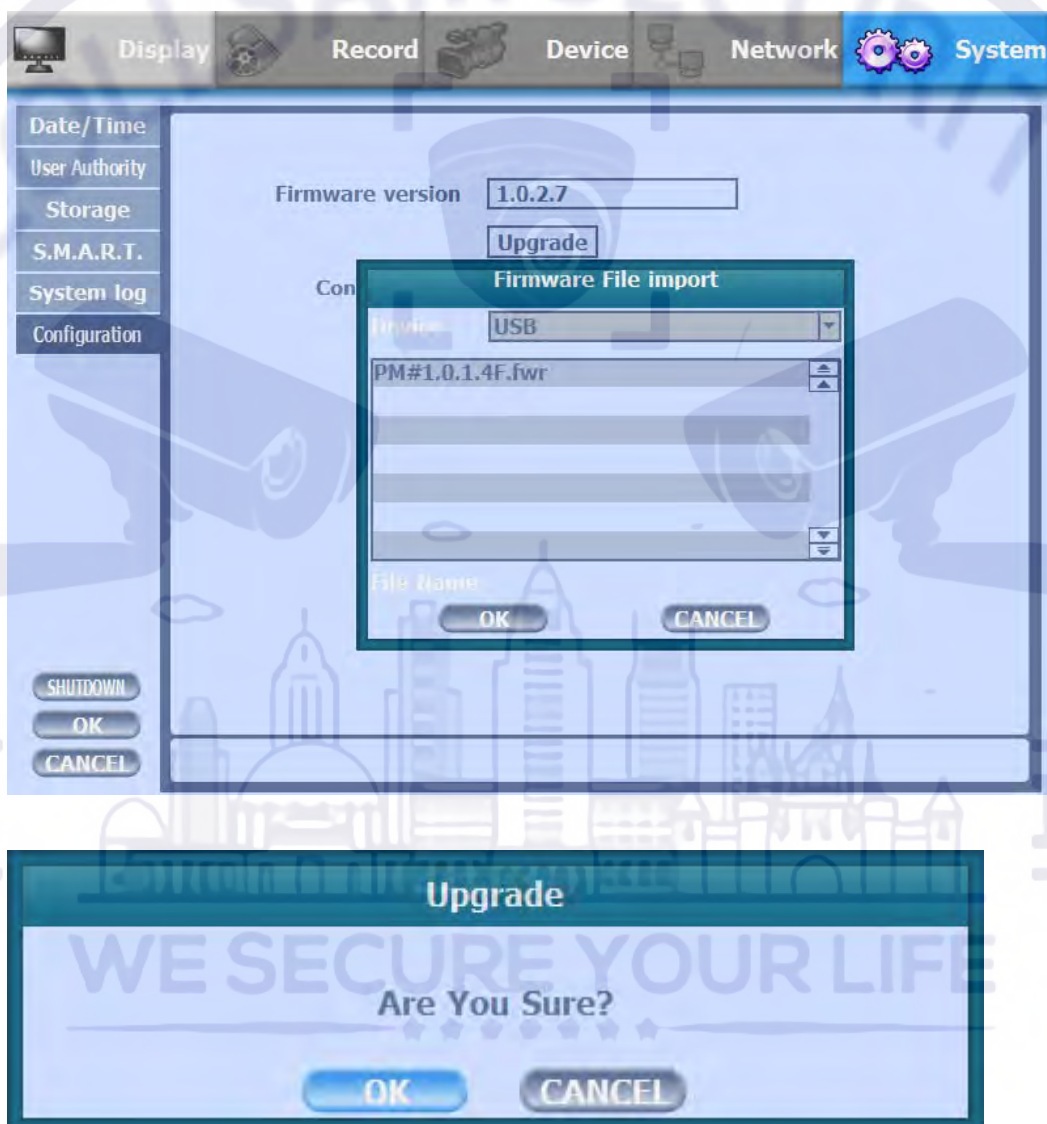 Display Record Device Network System
Date/Time
User Authority
Storage
S.M.A.R.T.
System log
Configuration
Firmware version 1.0.2.7
Upgrade
Con
Firmware File import
Device USB
PM#1.0.1.4F.fwr
File Name
OK CANCEL
SHUTDOWN
OK
CANCEL
Upgrade
WE SECURE YOUR LIFE
Are You Sure?
OK CANCEL